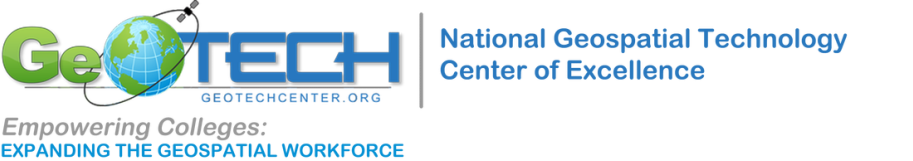 GeoTECH
GEOTECHCENTER.ORG
National Geospatial Technology
Center of Excellence
Empowering Colleges:
EXPANDING THE GEOSPATIAL WORKFORCE